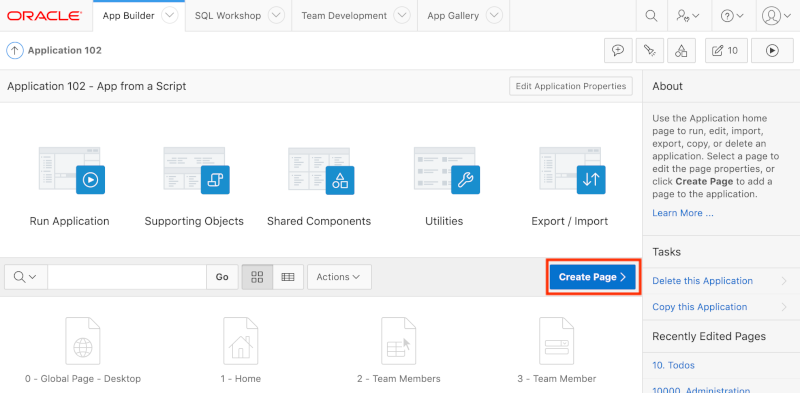 ORACLE App Builder SQL Workshop Team Development App Gallery
Application 102
10
Application 102 - App from a Script
Edit Application Properties
Run Application
Supporting Objects
Shared Components
Utilities
Export / Import
Go
Actions
Create Page
0 - Global Page - Desktop
1 - Home
2 - Team Members
3 - Team Member
About
Use the Application home
page to run, edit, import,
export, copy, or delete an
application. Select a page to
edit the page properties, or
click Create Page to add a
page to the application.
Learn More ...
Tasks
Delete this Application
Copy this Application
Recently Edited Pages
10. Todos
10000. Administration